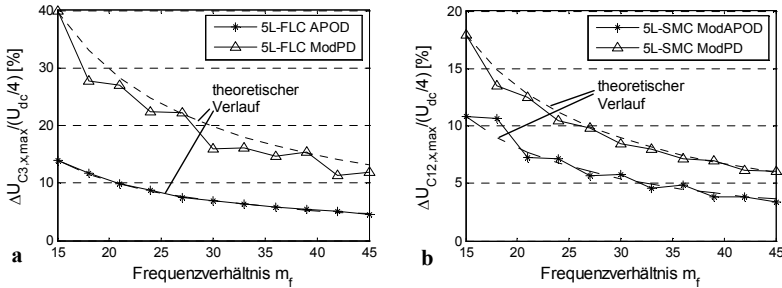 ΔU_C3,x,max/(U_dc/4) [%]
40
30
20
10
0
5L-FLC APOD
5L-FLC ModPD
theoretischer
Verlauf
15 20 25 30 35 40 45
Frequenzverhältnis m_f
a
ΔU_C12,x,max/(U_dc/4) [%]
20
15
10
5
0
5L-SMC ModAPOD
5L-SMC ModPD
theoretischer
Verlauf
15 20 25 30 35 40 45
Frequenzverhältnis m_f
b